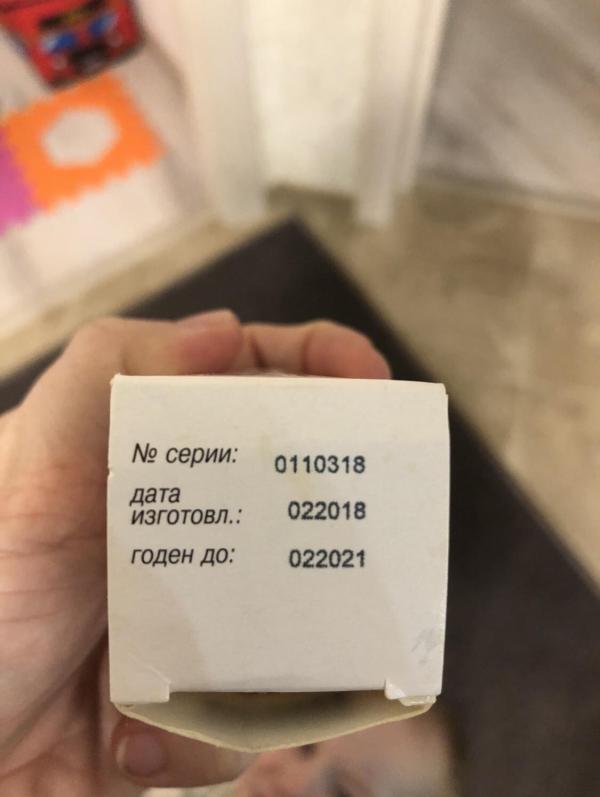 № серии: 0110318
дата
изготовл.: 022018
годен до: 022021